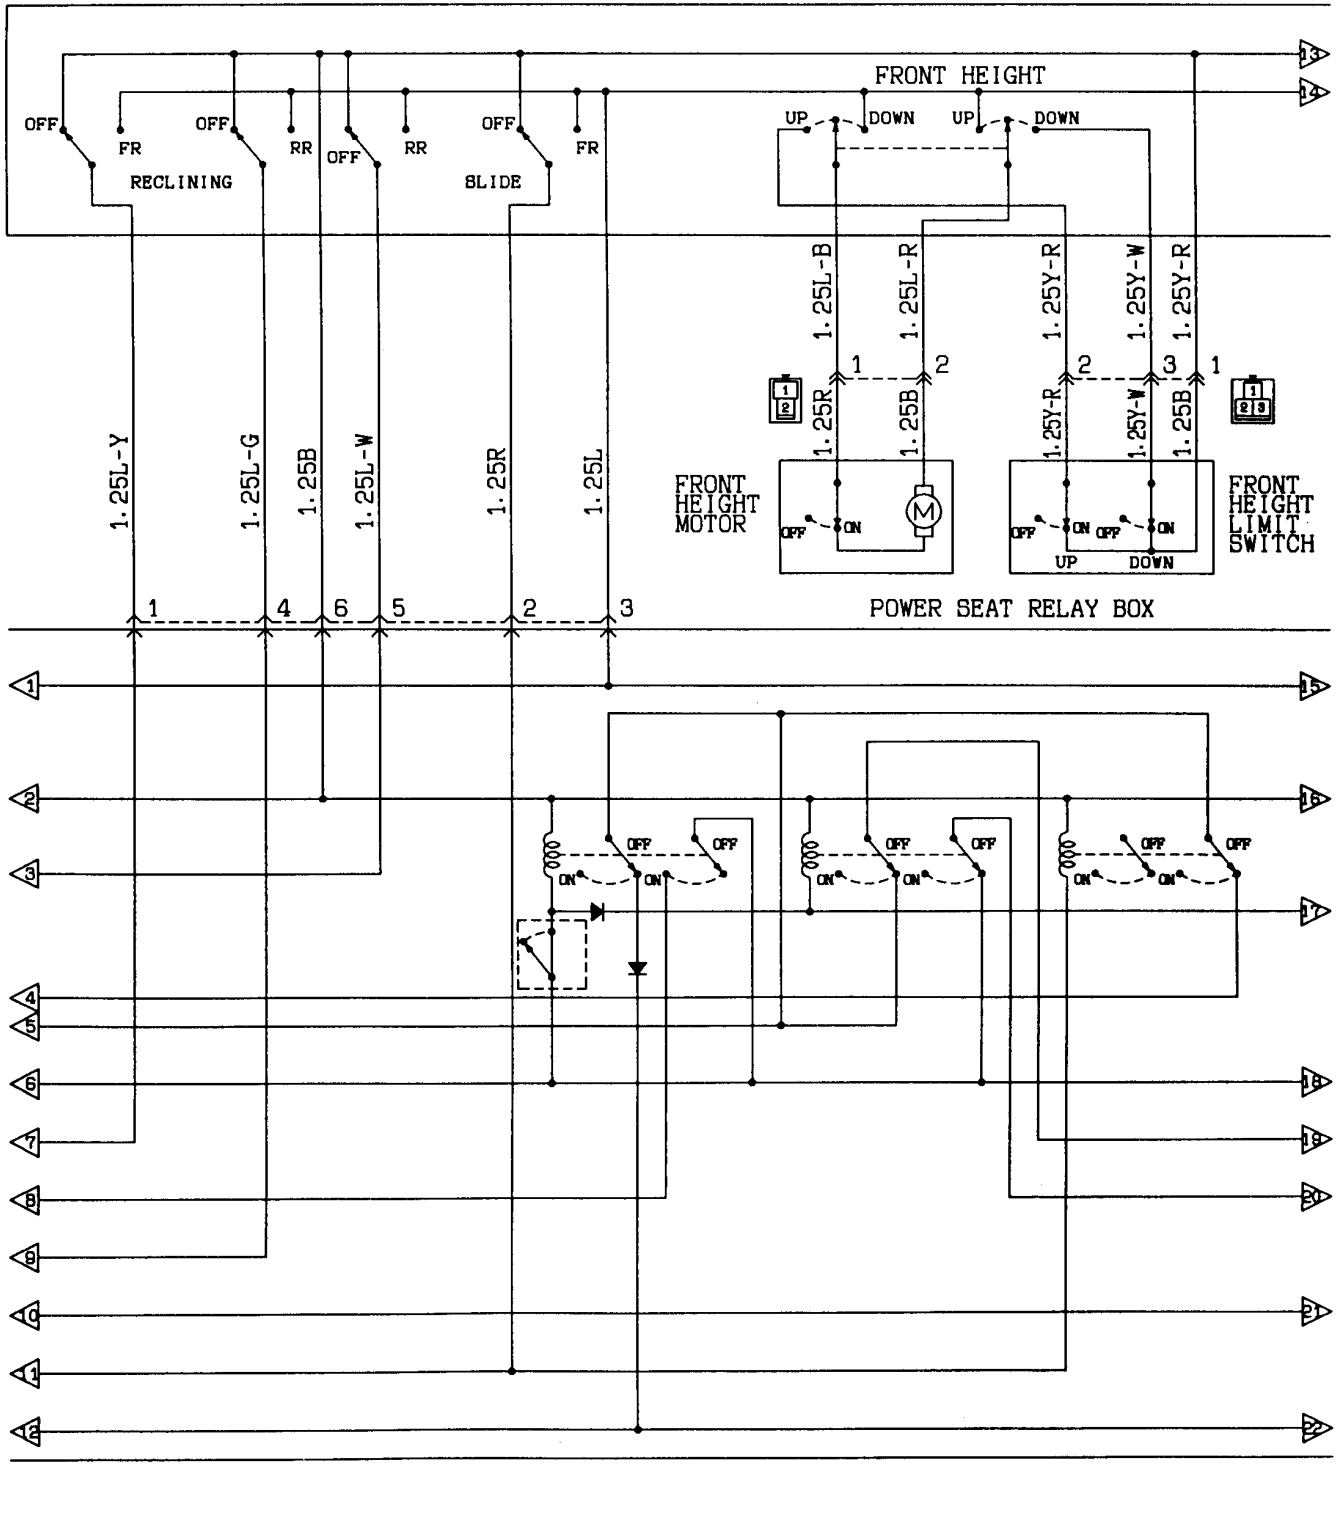 13
FRONT HEIGHT
14
OFF
FR
OFF
RR
OFF
RR
OFF
FR
UP
DOWN
UP
DOWN
RECLINING
SLIDE
1.25L-B
1.25L-R
1.25Y-R
1.25Y-W
1.25Y-R
1
2
2
3
1
1
2
1
2 3
1.25R
1.25B
1.25Y-R
1.25Y-W
1.25B
1.25L-Y
1.25L-G
1.25B
1.25L-W
1.25R
1.25L
FRONT
HEIGHT
MOTOR
M
OFF
ON
OFF
ON
OFF
ON
UP
DOWN
FRONT
HEIGHT
LIMIT
SWITCH
1
4
6
5
2
3
POWER SEAT RELAY BOX
1
15
2
16
OFF
OFF
OFF
OFF
OFF
OFF
3
ON
ON
ON
ON
ON
ON
17
4
5
6
18
7
19
8
20
9
10
21
11
12
22